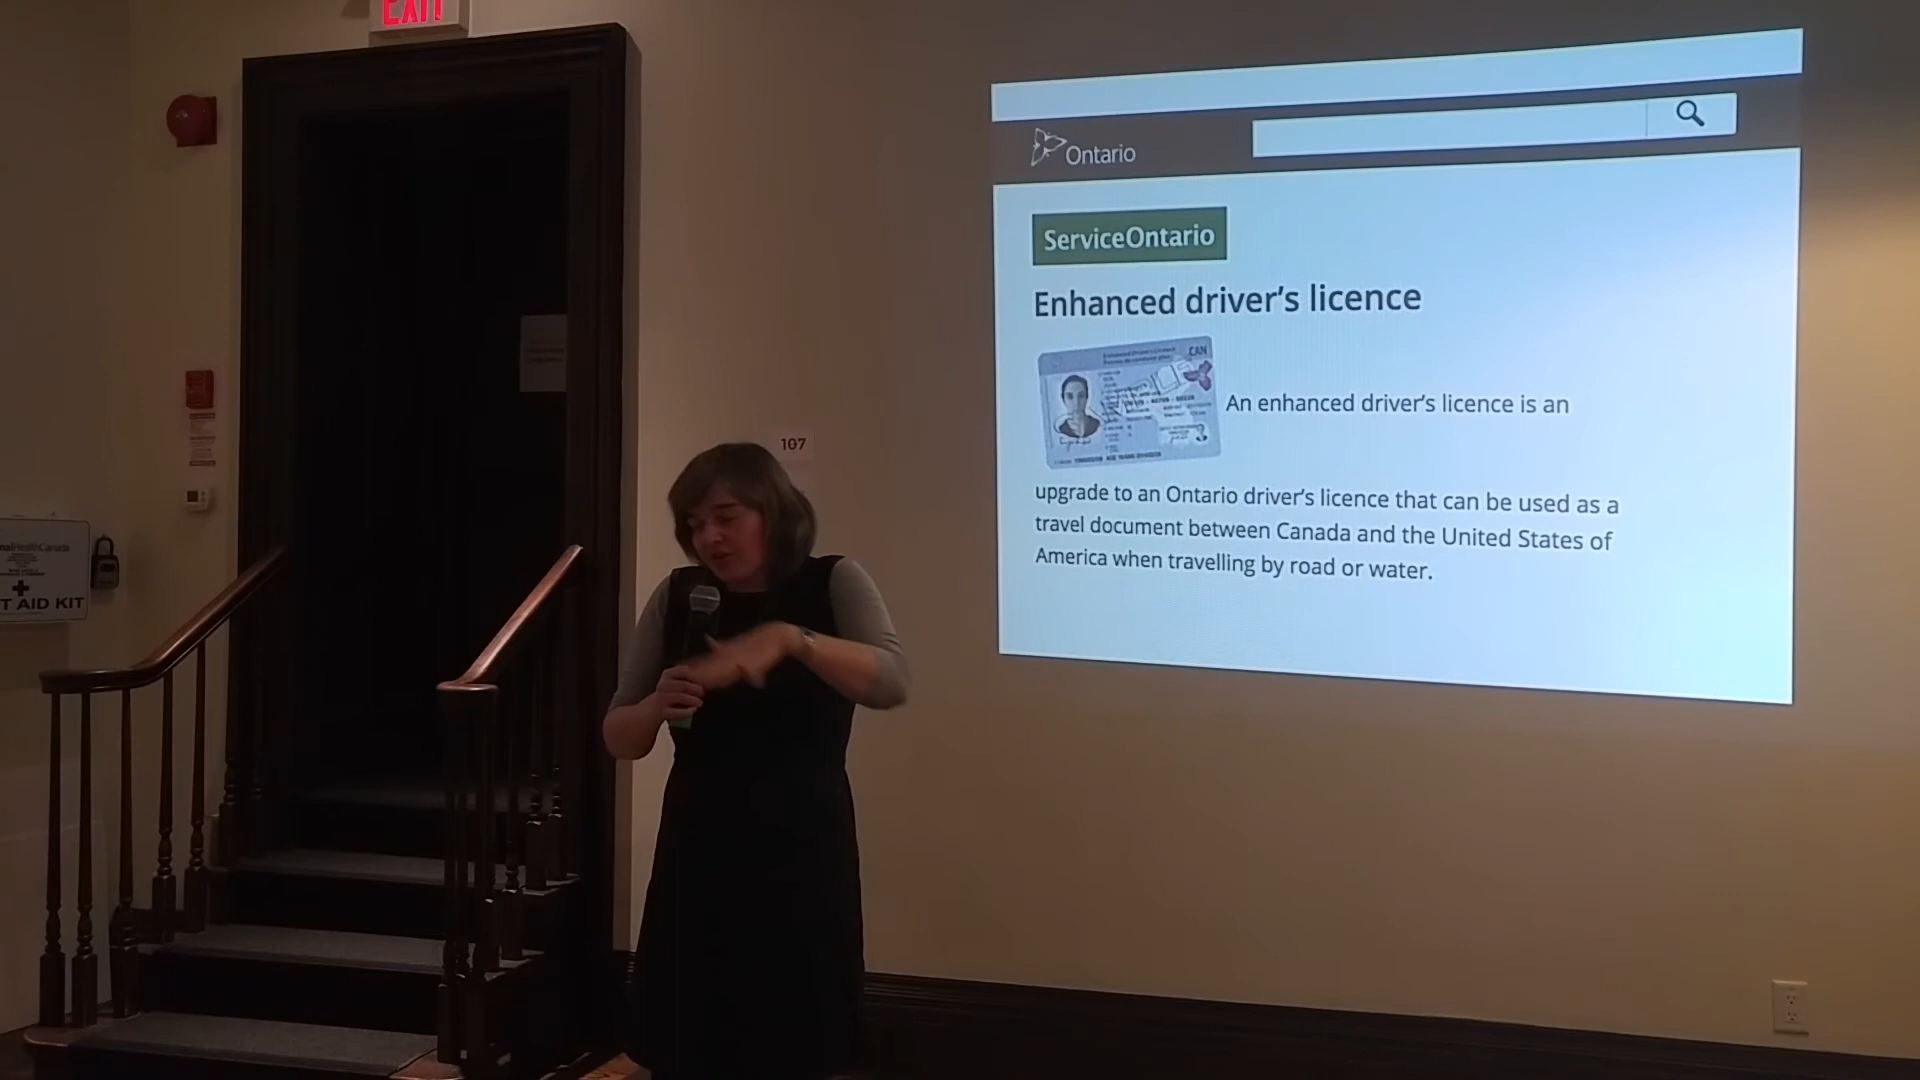 EXIT
Ontario
ServiceOntario
Enhanced driver's licence
CAN
An enhanced driver's licence is an
upgrade to an Ontario driver's licence that can be used as a
travel document between Canada and the United States of
America when travelling by road or water.
107
T AID KIT